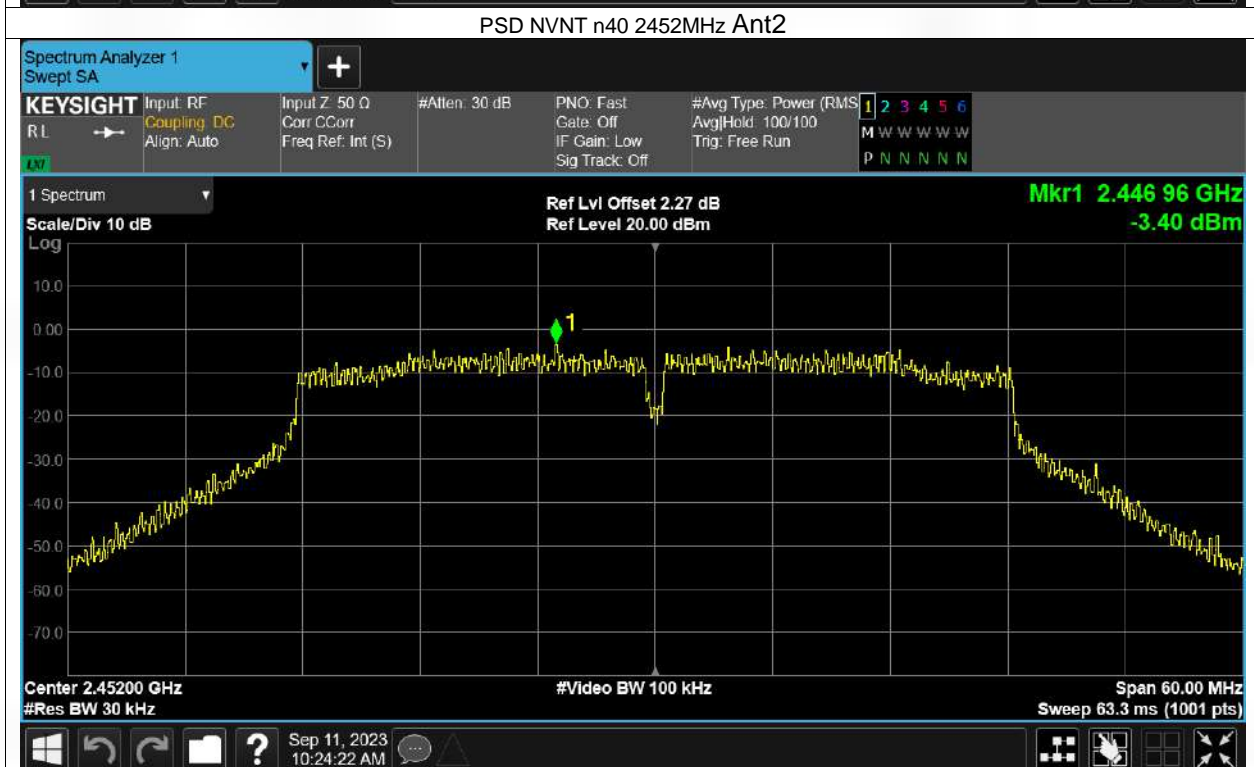 PSD NVNT n40 2452MHz Ant2
Spectrum Analyzer 1
Swept SA
KEYSIGHT
RL
LXI
Input: RF
Coupling: DC
Align: Auto
Input Z: 50 Ω
Corr CCorr
Freq Ref: Int (S)
#Atten: 30 dB
PNO: Fast
Gate: Off
IF Gain: Low
Sig Track: Off
#Avg Type: Power (RMS
Avg|Hold: 100/100
Trig: Free Run
1 2 3 4 5 6
M W W W W W
P N N N N N
1 Spectrum
Scale/Div 10 dB
Ref Lvl Offset 2.27 dB
Ref Level 20.00 dBm
Mkr1 2.446 96 GHz
-3.40 dBm
Log
10.0
0.00
-10.0
-20.0
-30.0
-40.0
-50.0
-60.0
-70.0
1
Center 2.45200 GHz
#Res BW 30 kHz
#Video BW 100 kHz
Span 60.00 MHz
Sweep 63.3 ms (1001 pts)
?
Sep 11, 2023
10:24:22 AM